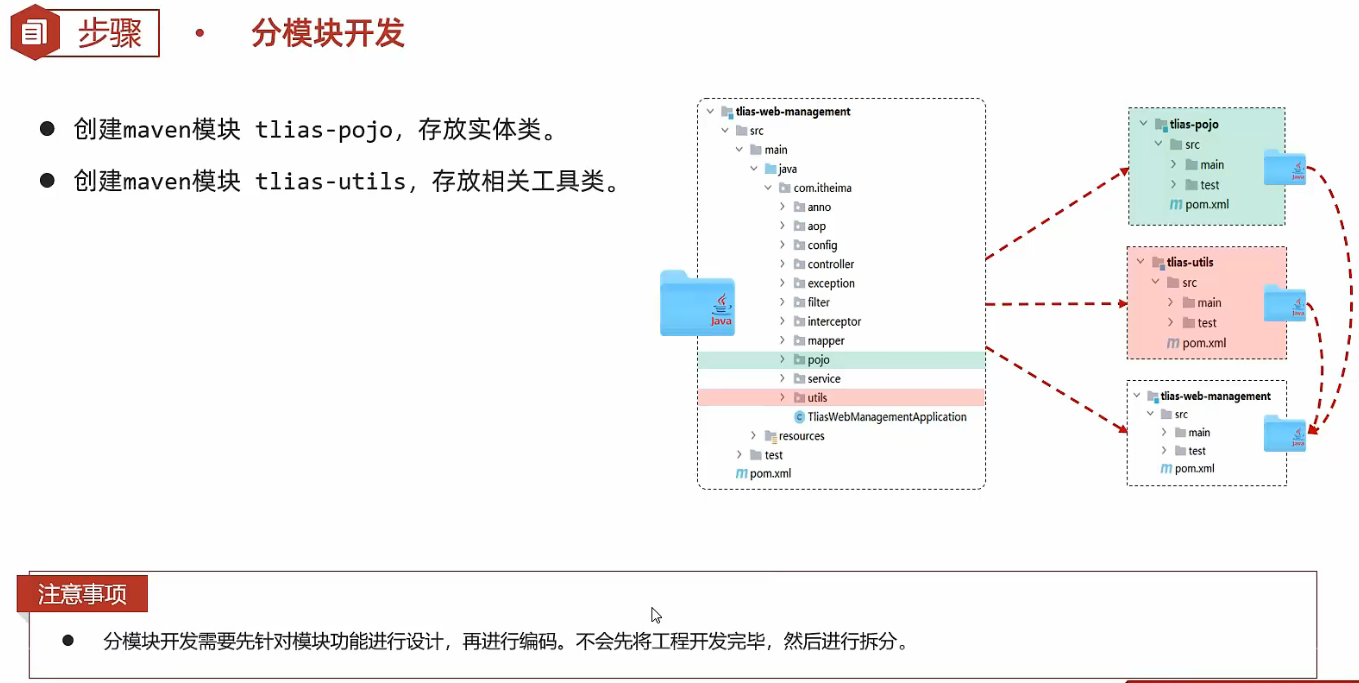 步骤
分模块开发
创建maven模块 tlias-pojo，存放实体类。
创建maven模块 tlias-utils，存放相关工具类。
tlias-web-management
src
main
java
com.itheima
anno
aop
config
controller
exception
filter
interceptor
mapper
pojo
service
utils
TliasWebManagementApplication
resources
test
pom.xml
Java
tlias-pojo
src
main
test
pom.xml
Java
tlias-utils
src
main
test
pom.xml
Java
tlias-web-management
src
main
test
pom.xml
Java
注意事项
分模块开发需要先针对模块功能进行设计，再进行编码。不会先将工程开发完毕，然后进行拆分。